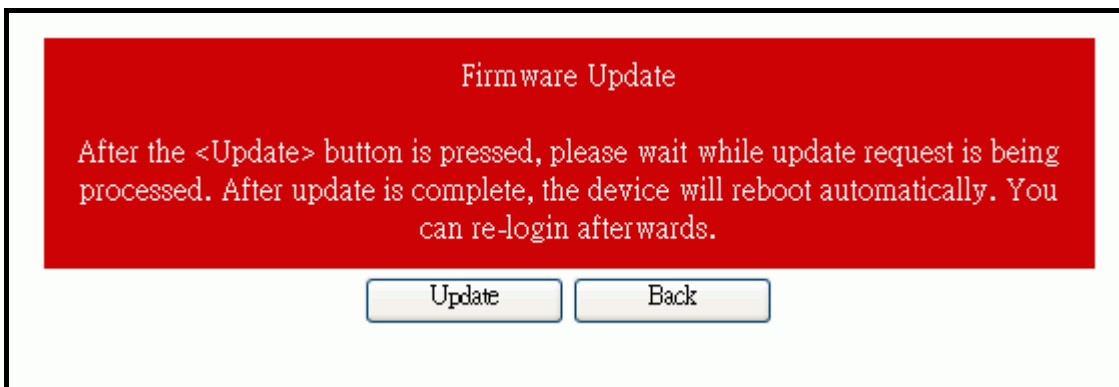 Firmware Update
After the <Update> button is pressed, please wait while update request is being
processed. After update is complete, the device will reboot automatically. You
can re-login afterwards.
Update Back